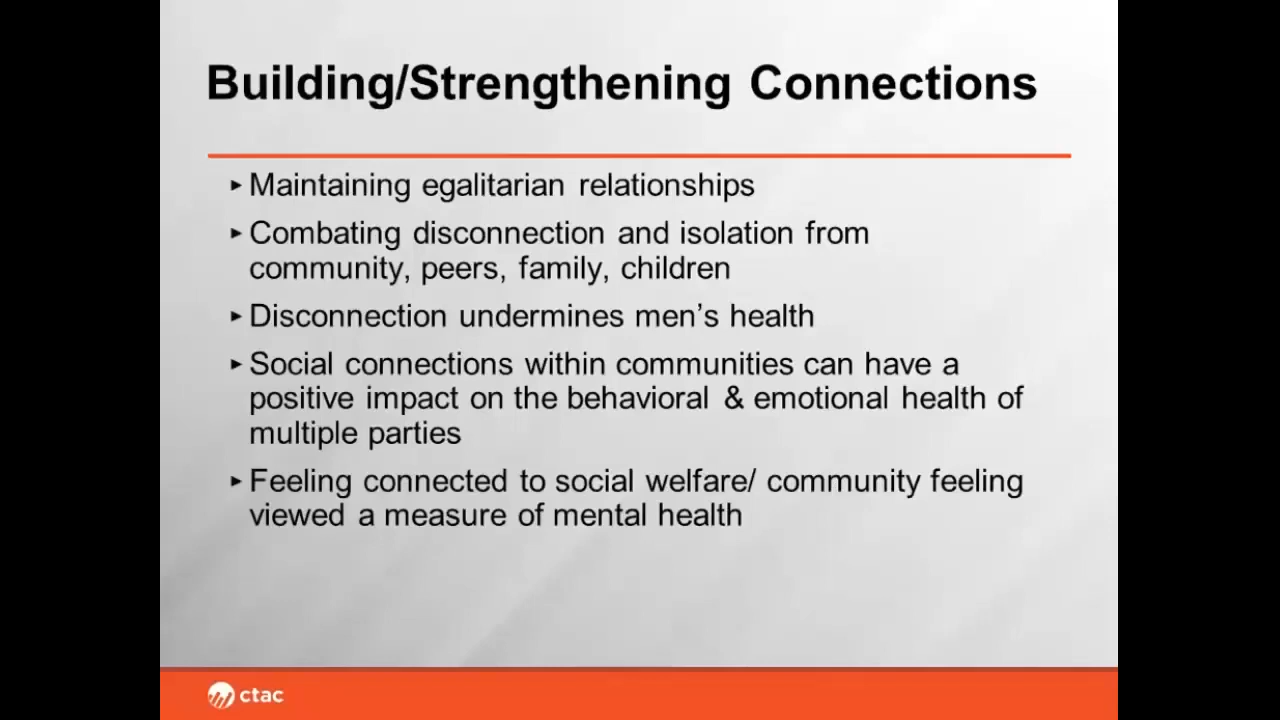 Building/Strengthening Connections
▸Maintaining egalitarian relationships
▸Combating disconnection and isolation from
community, peers, family, children
▸Disconnection undermines men’s health
▸Social connections within communities can have a
positive impact on the behavioral & emotional health of
multiple parties
▸Feeling connected to social welfare/ community feeling
viewed a measure of mental health
ctac